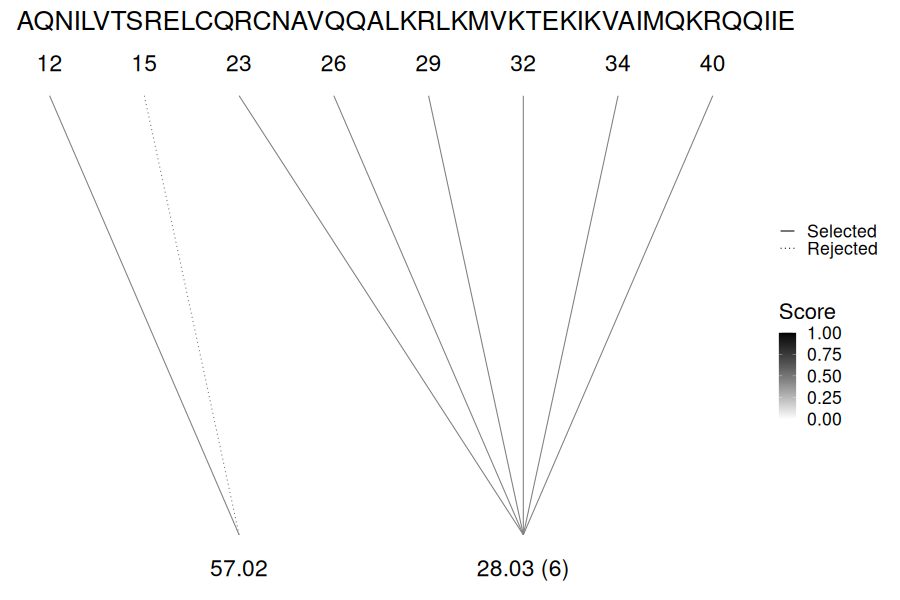 AQNILVTSRELCQRCNAVQQALKRLKMVKTEKIKVAIMQKRQQIIE
12 15 23 26 29 32 34 40
Selected
Rejected
Score
1.00
0.75
0.50
0.25
0.00
57.02 28.03 (6)